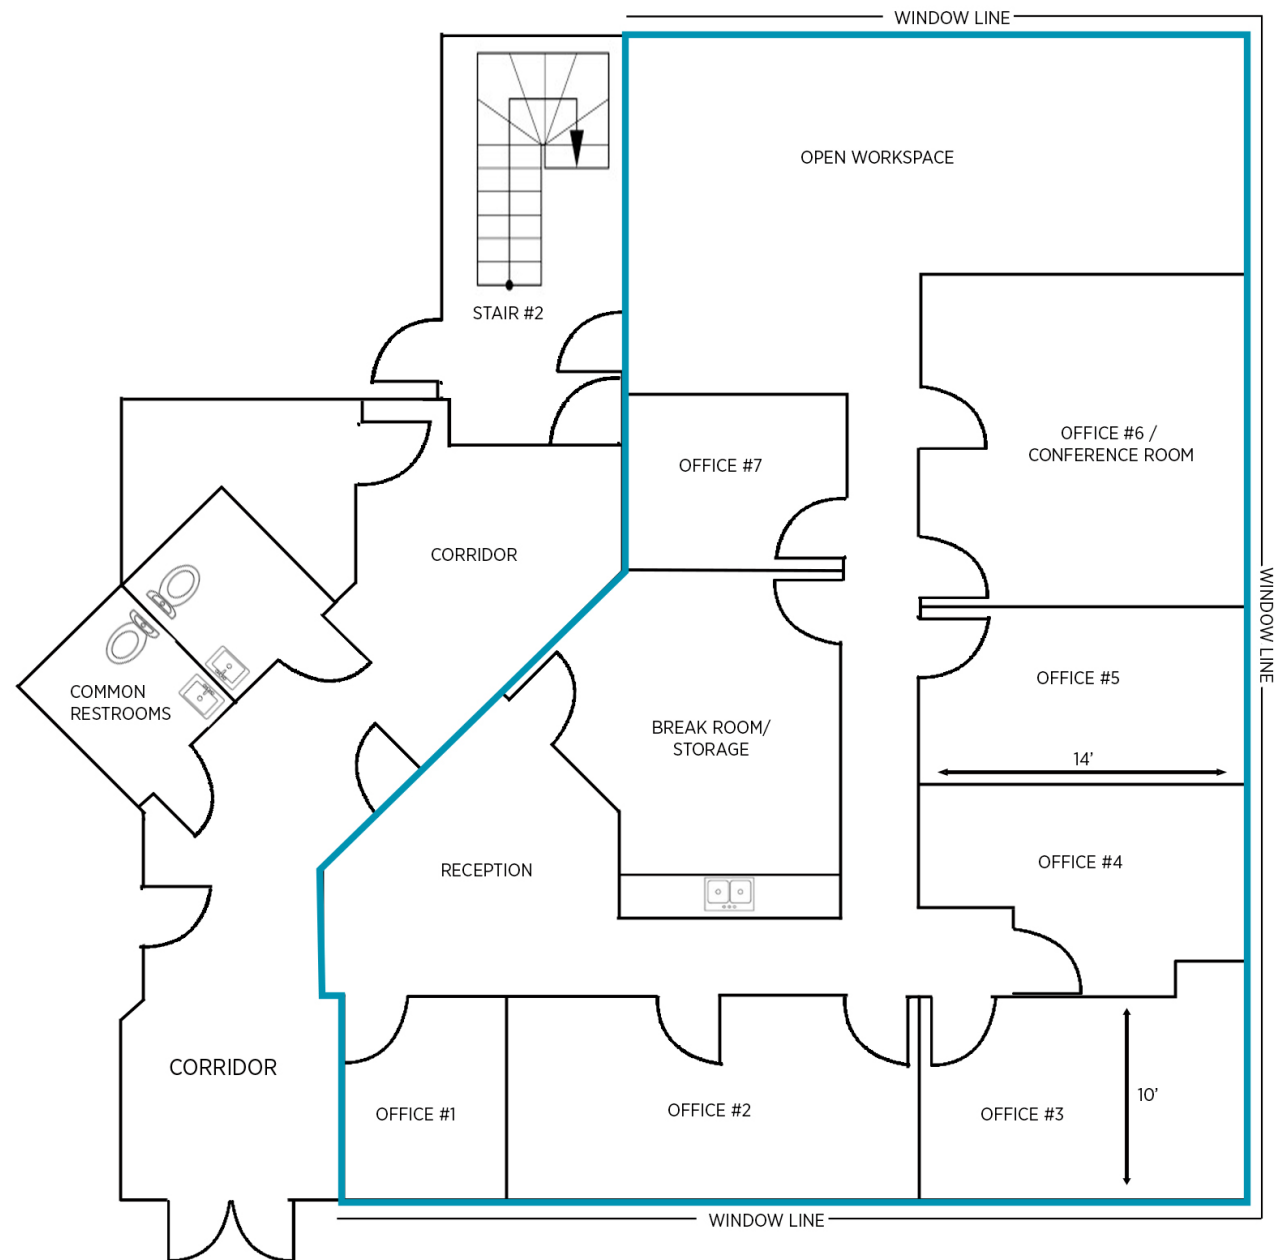 WINDOW LINE
OPEN WORKSPACE
STAIR #2
OFFICE #6 /
CONFERENCE ROOM
OFFICE #7
CORRIDOR
WINDOW LINE
OFFICE #5
COMMON
RESTROOMS
BREAK ROOM/
STORAGE
14'
OFFICE #4
RECEPTION
CORRIDOR
10'
OFFICE #1
OFFICE #2
OFFICE #3
WINDOW LINE